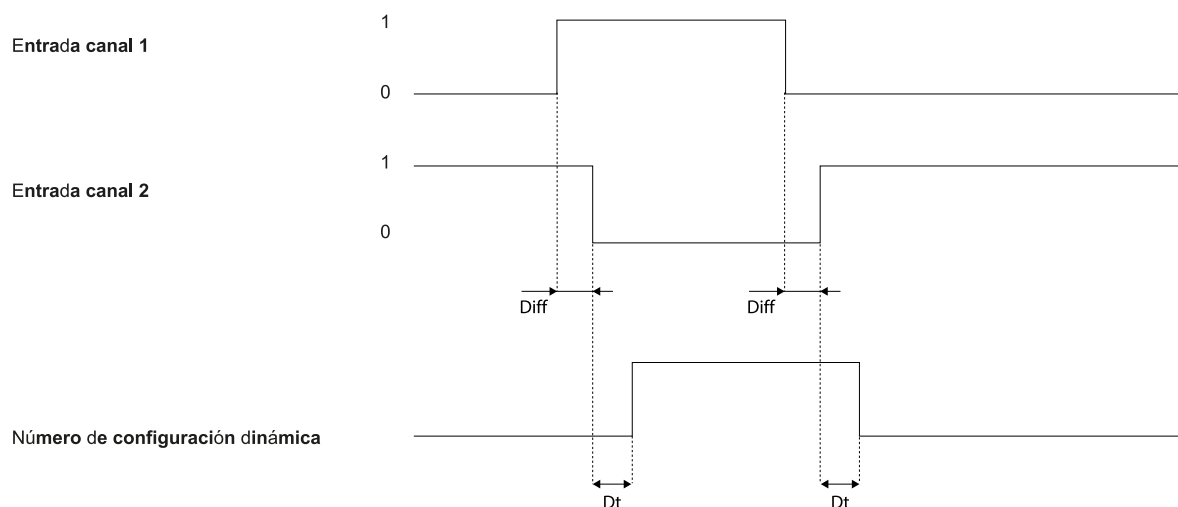 1
Entrada canal 1
0
1
Entrada canal 2
0
Diff Diff
Número de configuración dinámica
Dt Dt